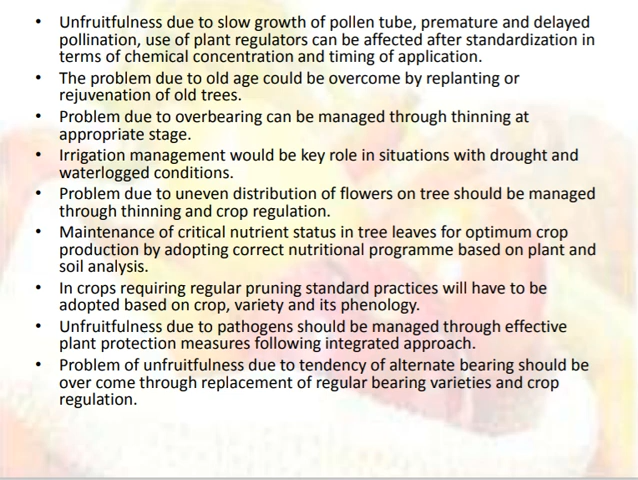 • Unfruitfulness due to slow growth of pollen tube, premature and delayed
pollination, use of plant regulators can be affected after standardization in
terms of chemical concentration and timing of application.
• The problem due to old age could be overcome by replanting or
rejuvenation of old trees.
• Problem due to overbearing can be managed through thinning at
appropriate stage.
• Irrigation management would be key role in situations with drought and
waterlogged conditions.
• Problem due to uneven distribution of flowers on tree should be managed
through thinning and crop regulation.
• Maintenance of critical nutrient status in tree leaves for optimum crop
production by adopting correct nutritional programme based on plant and
soil analysis.
• In crops requiring regular pruning standard practices will have to be
adopted based on crop, variety and its phenology.
• Unfruitfulness due to pathogens should be managed through effective
plant protection measures following integrated approach.
• Problem of unfruitfulness due to tendency of alternate bearing should be
over come through replacement of regular bearing varieties and crop
regulation.